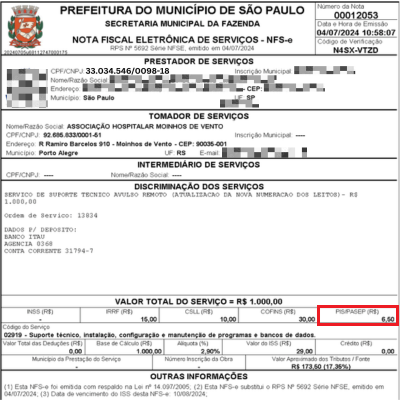 PREFEITURA DO MUNICÍPIO DE SÃO PAULO
SECRETARIA MUNICIPAL DA FAZENDA
NOTA FISCAL ELETRÔNICA DE SERVIÇOS - NFS-e
RPS Nº 5692 Série NFSE, emitido em 04/07/2024
Número da Nota
00012053
Data e Hora de Emissão
04/07/2024 10:58:07
Código de Verificação
N4SX-VTZD
PRESTADOR DE SERVIÇOS
CPF/CNPJ: 33.034.546/0098-18 Inscrição Municipal:
Nome/Razão Social:
Endereço: - CEP:
Município: São Paulo UF: SP
TOMADOR DE SERVIÇOS
Nome/Razão Social: ASSOCIAÇÃO HOSPITALAR MOINHOS DE VENTO
CPF/CNPJ: 92.685.833/0001-51 Inscrição Municipal: ----
Endereço: R Ramiro Barcelos 910 - Moinhos de Vento - CEP: 90035-001
Município: Porto Alegre UF: RS E-mail:
INTERMEDIÁRIO DE SERVIÇOS
CPF/CNPJ: ---- Nome/Razão Social: ----
DISCRIMINAÇÃO DOS SERVIÇOS
SERVICO DE SUPORTE TECNICO AVULSO REMOTO (ATUALIZACAO DA NOVA NUMERACAO DOS LEITOS)- R$
1.000,00
Ordem de Servico: 12834
DADOS P/ DEPOSITO:
BANCO ITAU
AGENCIA 8368
CONTA CORRENTE 31794-7
VALOR TOTAL DO SERVIÇO = R$ 1.000,00
INSS (R$) IRRF (R$) CSLL (R$) COFINS (R$) PIS/PASEP (R$)
- 15,00 10,00 30,00 6,50
Código do Serviço
02919 - Suporte técnico, instalação, configuração e manutenção de programas e bancos de dados.
Valor Total das Deduções (R$) Base de Cálculo (R$) Alíquota (%) Valor do ISS (R$) Crédito (R$)
0,00 1.000,00 2,90% 29,00 0,00
Município da Prestação do Serviço Número Inscrição da Obra Valor Aproximado dos Tributos / Fonte
- - R$ 173,50 (17,35%)
OUTRAS INFORMAÇÕES
(1) Esta NFS-e foi emitida com respaldo na Lei nº 14.097/2005; (2) Esta NFS-e substitui o RPS Nº 5692 Série NFSE,
emitido em 04/07/2024; (3) Data de vencimento do ISS desta NFS-e: 10/08/2024;